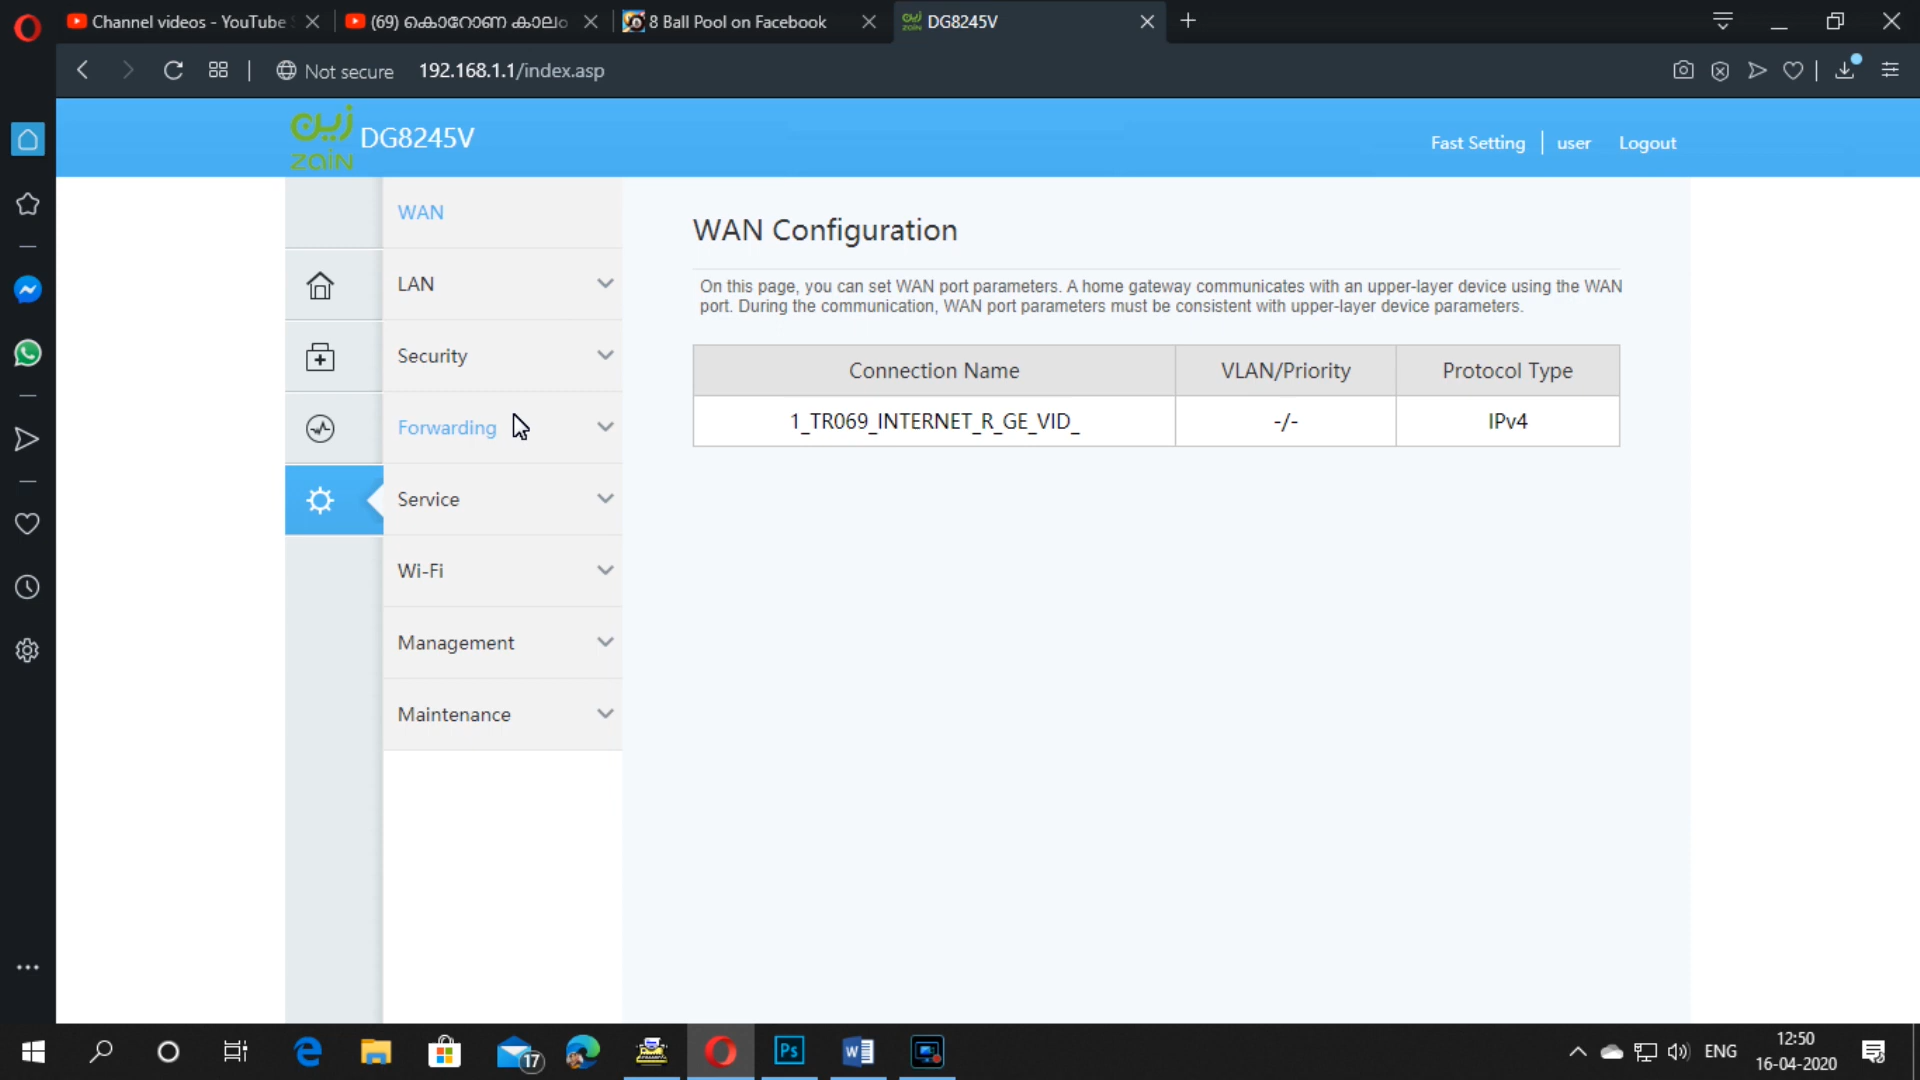 Channel videos - YouTube
(69) കൊറോണ കാലം
8 Ball Pool on Facebook
DG8245V
Not secure
192.168.1.1/index.asp
زين
zain
DG8245V
Fast Setting
user
Logout
WAN
LAN
Security
Forwarding
Service
Wi-Fi
Management
Maintenance
WAN Configuration
On this page, you can set WAN port parameters. A home gateway communicates with an upper-layer device using the WAN
port. During the communication, WAN port parameters must be consistent with upper-layer device parameters.
Connection Name VLAN/Priority Protocol Type
1_TR069_INTERNET_R_GE_VID_ -/- IPv4
17
Ps
ENG
12:50
16-04-2020